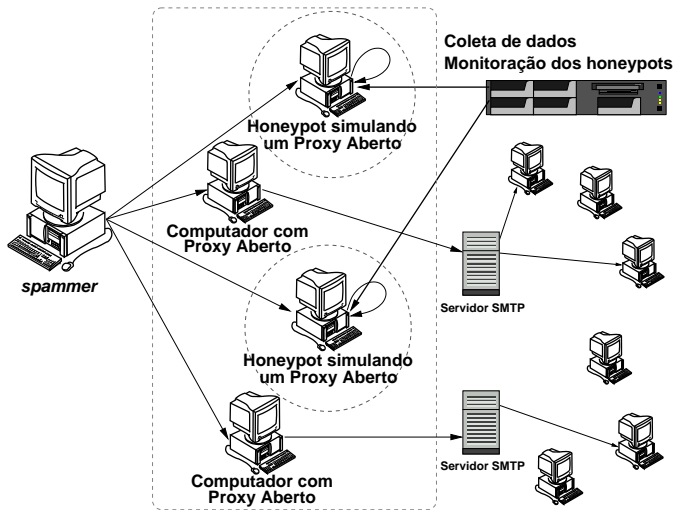 Coleta de dados
Monitoração dos honeypots
Honeypot simulando
um Proxy Aberto
Computador com
Proxy Aberto
spammer
Servidor SMTP
Honeypot simulando
um Proxy Aberto
Servidor SMTP
Computador com
Proxy Aberto